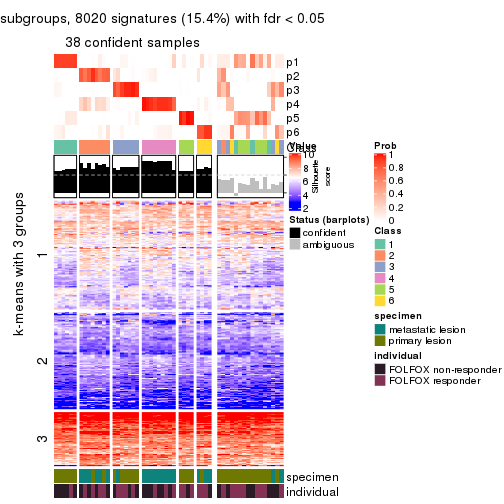 subgroups, 8020 signatures (15.4%) with fdr < 0.05
38 confident samples
p1
p2
p3
p4
p5
p6
Class
Silhouette score
k-means with 3 groups
1
2
3
specimen
individual
Value
10
8
6
4
2
Status (barplots)
confident
ambiguous
Prob
1
0.8
0.6
0.4
0.2
0
Class
1
2
3
4
5
6
specimen
metastatic lesion
primary lesion
individual
FOLFOX non-responder
FOLFOX responder